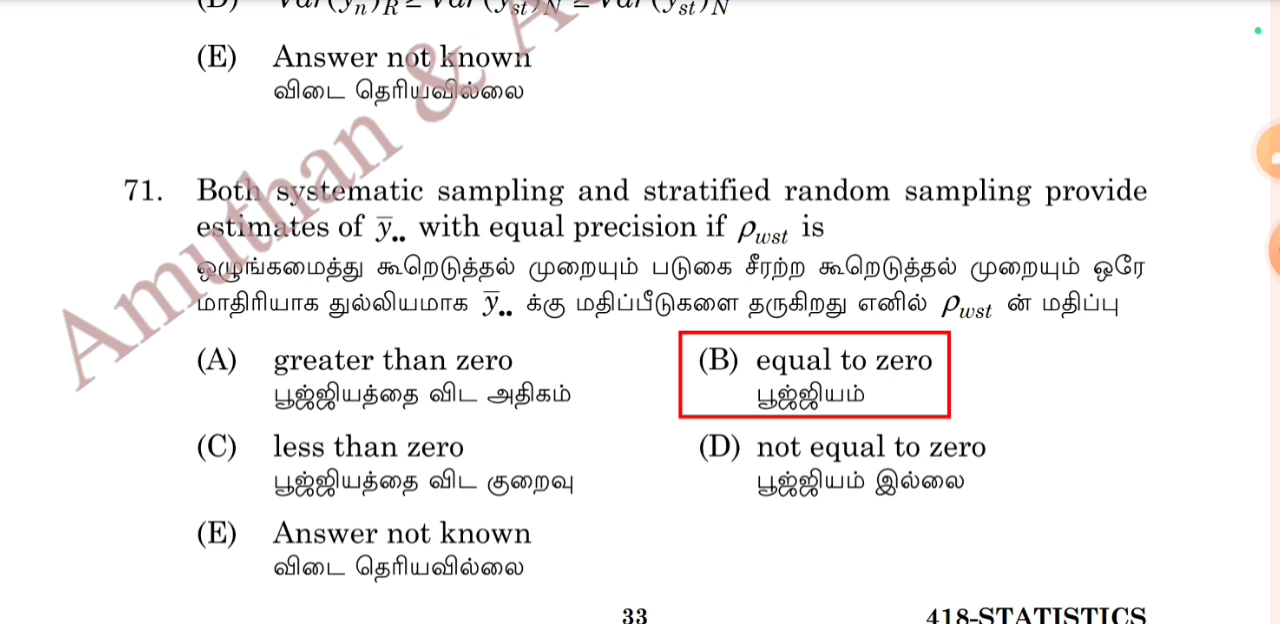 (E) Answer not known
விடை தெரியவில்லை
71. Both systematic sampling and stratified random sampling provide
estimates of y̅.. with equal precision if ρwst is
ஒழுங்கமைத்து கூறெடுத்தல் முறையும் படுகை சீரற்ற கூறெடுத்தல் முறையும் ஒரே
மாதிரியாக துல்லியமாக y̅.. க்கு மதிப்பீடுகளை தருகிறது எனில் ρwst ன் மதிப்பு
(A) greater than zero (B) equal to zero
பூஜ்ஜியத்தை விட அதிகம் பூஜ்ஜியம்
(C) less than zero (D) not equal to zero
பூஜ்ஜியத்தை விட குறைவு பூஜ்ஜியம் இல்லை
(E) Answer not known
விடை தெரியவில்லை
33 418-STATISTICS
Amuthan &